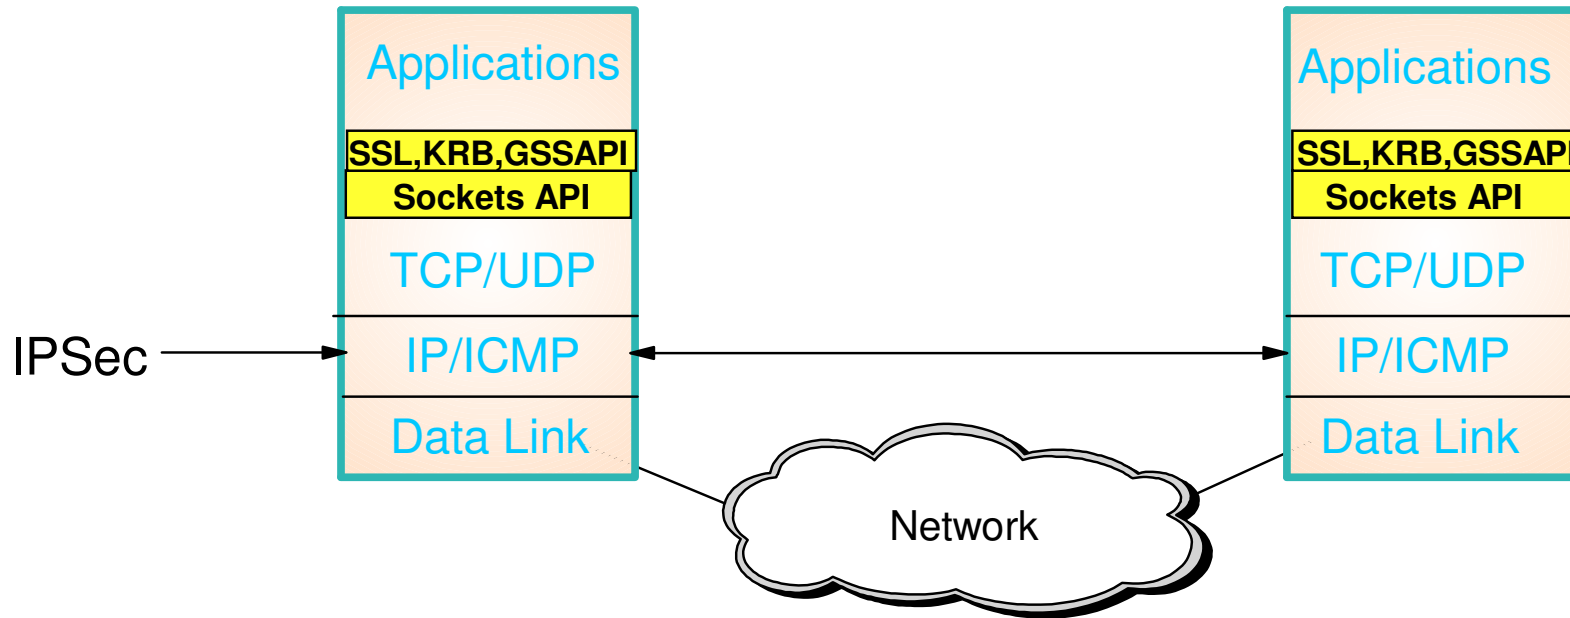 Applications
SSL,KRB,GSSAPI
Sockets API
TCP/UDP
IPSec
IP/ICMP
Data Link
Network
Applications
SSL,KRB,GSSAPI
Sockets API
TCP/UDP
IP/ICMP
Data Link